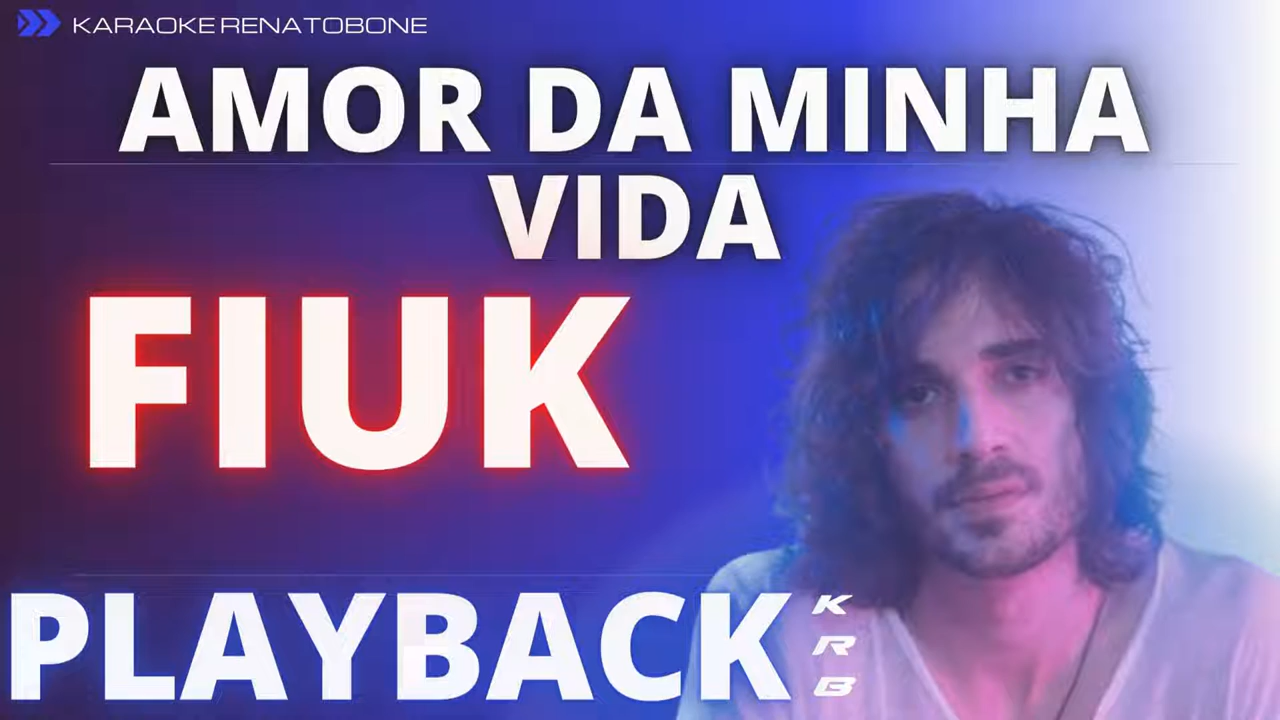 KARAOKE RENATOBONE
AMOR DA MINHA
VIDA
FIUK
PLAYBACK
K
R
B